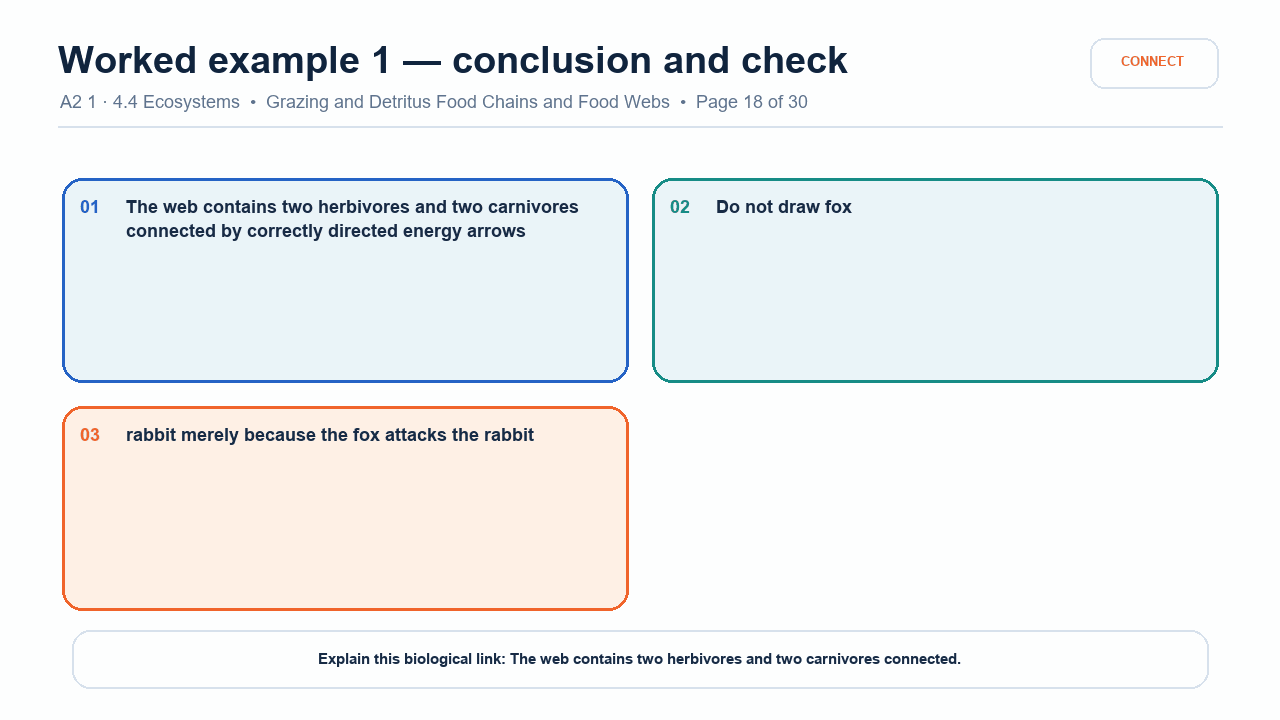 Worked example 1 — conclusion and check
CONNECT
A2 1 · 4.4 Ecosystems • Grazing and Detritus Food Chains and Food Webs • Page 18 of 30
01 The web contains two herbivores and two carnivores
connected by correctly directed energy arrows
02 Do not draw fox
03 rabbit merely because the fox attacks the rabbit
Explain this biological link: The web contains two herbivores and two carnivores connected.